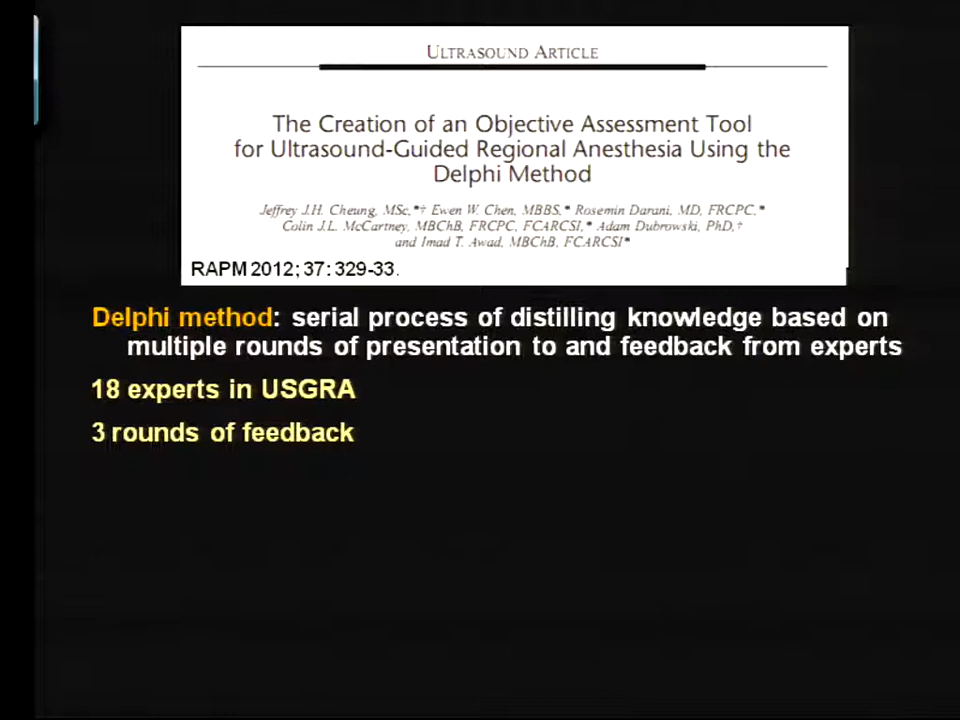 ULTRASOUND ARTICLE
The Creation of an Objective Assessment Tool
for Ultrasound-Guided Regional Anesthesia Using the
Delphi Method
Jeffrey J.H. Cheung, MSc,*† Ewen W. Chen, MBBS,* Rosemin Darani, MD, FRCPC,*
Colin J.L. McCartney, MBChB, FRCPC, FCARCSI,* Adam Dubrowski, PhD,†
and Imad T. Awad, MBChB, FCARCSI*
RAPM 2012; 37: 329-33.
Delphi method: serial process of distilling knowledge based on
multiple rounds of presentation to and feedback from experts
18 experts in USGRA
3 rounds of feedback